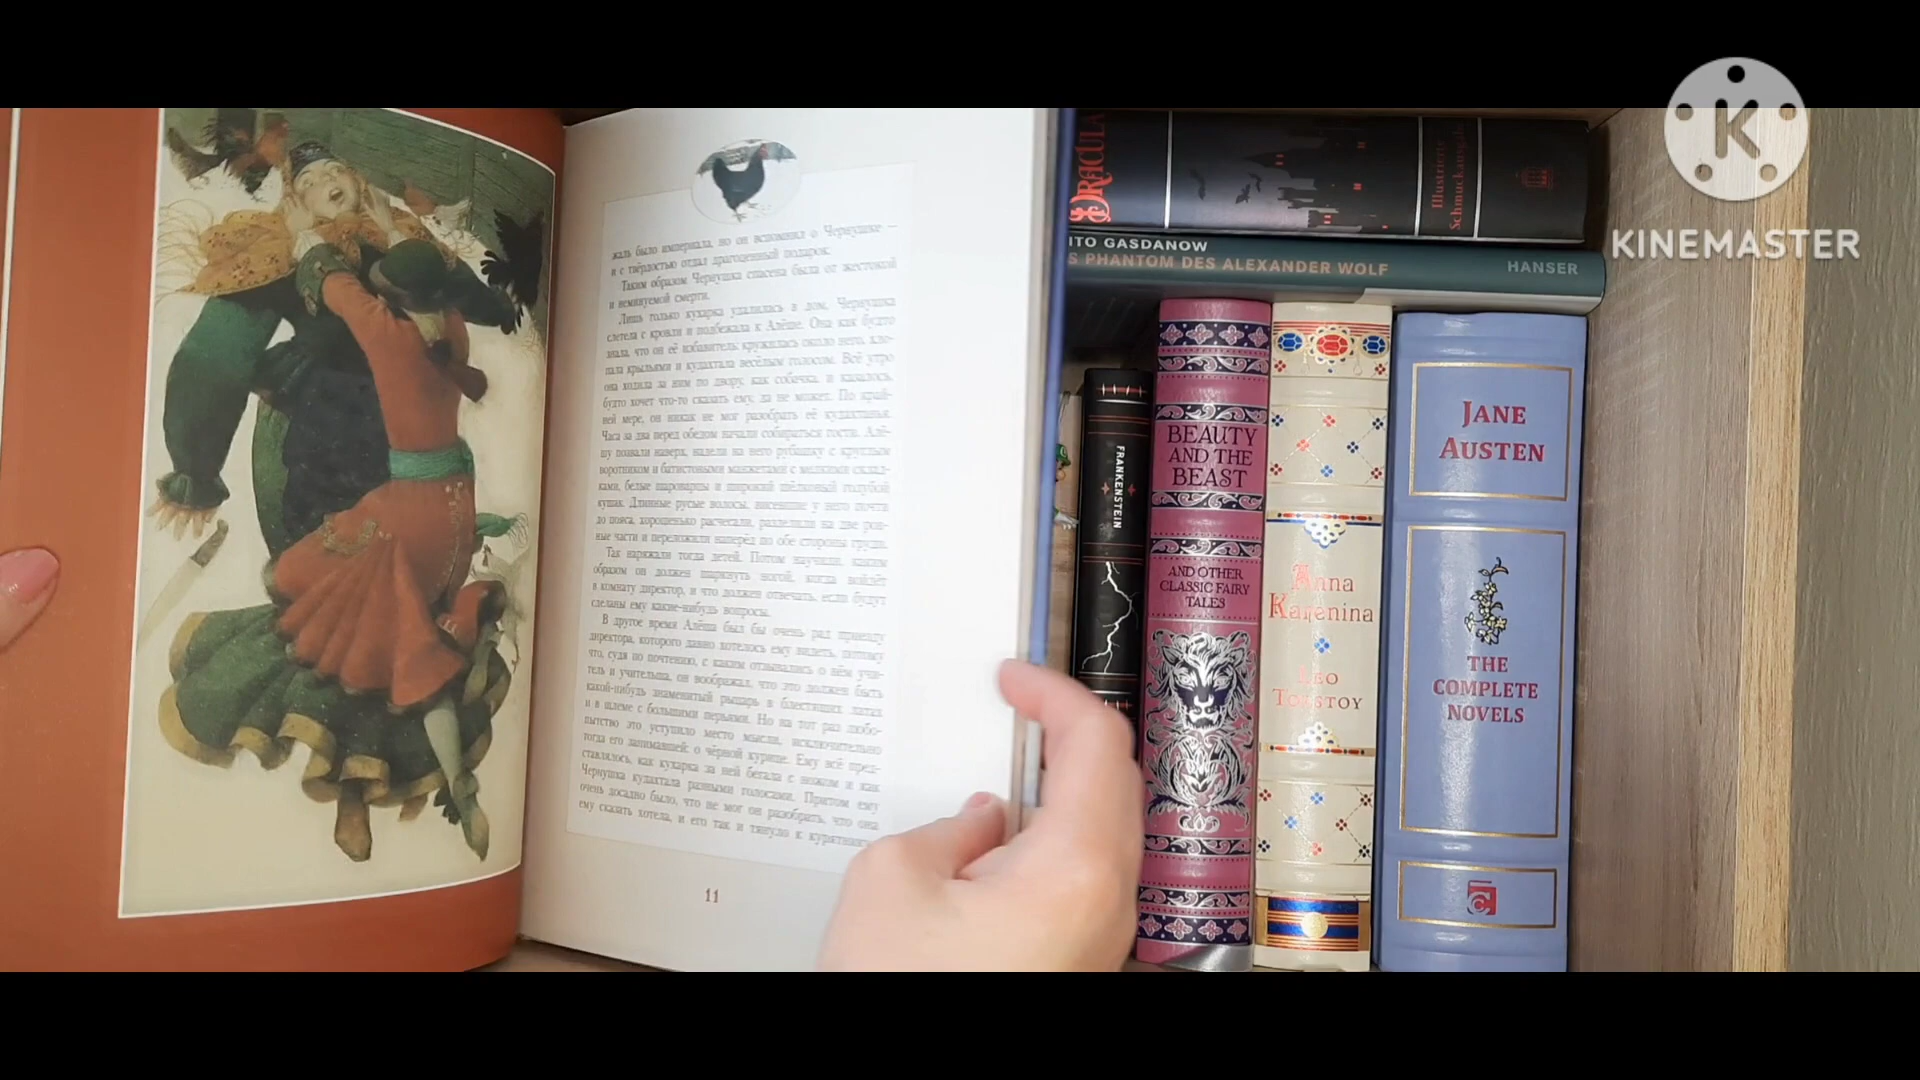 жаль было империала, но он вспомнил о Чернушке —
и с твёрдостью отдал драгоценный подарок.
Таким образом Чернушка спасена была от жестокой
и неминуемой смерти.
Лишь только кухарка удалилась в дом, Чернушка
слетела с кровли и подбежала к Алёше. Она как будто
знала, что он её избавитель: кружилась около него, хло-
пала крыльями и кудахтала весёлым голосом. Всё утро
она ходила за ним по двору, как собачка, и казалось,
будто хочет что-то сказать ему, да не может. По край-
ней мере, он никак не мог разобрать её кудахтанья.
Часа за два перед обедом начали собираться гости. Алё-
шу позвали наверх, надели на него рубашку с круглым
воротником и батистовыми манжетами с мелкими склад-
ками, белые шароварцы и широкий шёлковый голубой
кушак. Длинные русые волосы, висевшие у него почти
до пояса, хорошенько расчесали, разделили на две ров-
ные части и переложили наперёд по обе стороны груди.
Так наряжали тогда детей. Потом научили, каким
образом он должен шаркнуть ногой, когда войдёт
в комнату директор, и что должен отвечать, если будут
сделаны ему какие-нибудь вопросы.
В другое время Алёша был бы очень рад приезду
директора, которого давно хотелось ему видеть, потому
что, судя по почтению, с каким отзывались о нём учи-
тель и учительша, он воображал, что это должен быть
какой-нибудь знаменитый рыцарь в блестящих латах
и в шлеме с большими перьями. Но на тот раз любо-
пытство это уступило место мысли, исключительно
тогда его занимавшей: о чёрной курице. Ему всё пред-
ставлялось, как кухарка за ней бегала с ножом и как
Чернушка кудахтала разными голосами. Притом ему
очень досадно было, что не мог он разобрать, что она
ему сказать хотела, и его так и тянуло к курятнику
11
DRACULA
Illustrierte
Schmuckausgabe
ITO GASDANOW
S PHANTOM DES ALEXANDER WOLF
HANSER
FRANKENSTEIN
BEAUTY
AND THE
BEAST
AND OTHER
CLASSIC FAIRY
TALES
Anna
Karenina
Leo
Tolstoy
JANE
AUSTEN
THE
COMPLETE
NOVELS
K
KINEMASTER